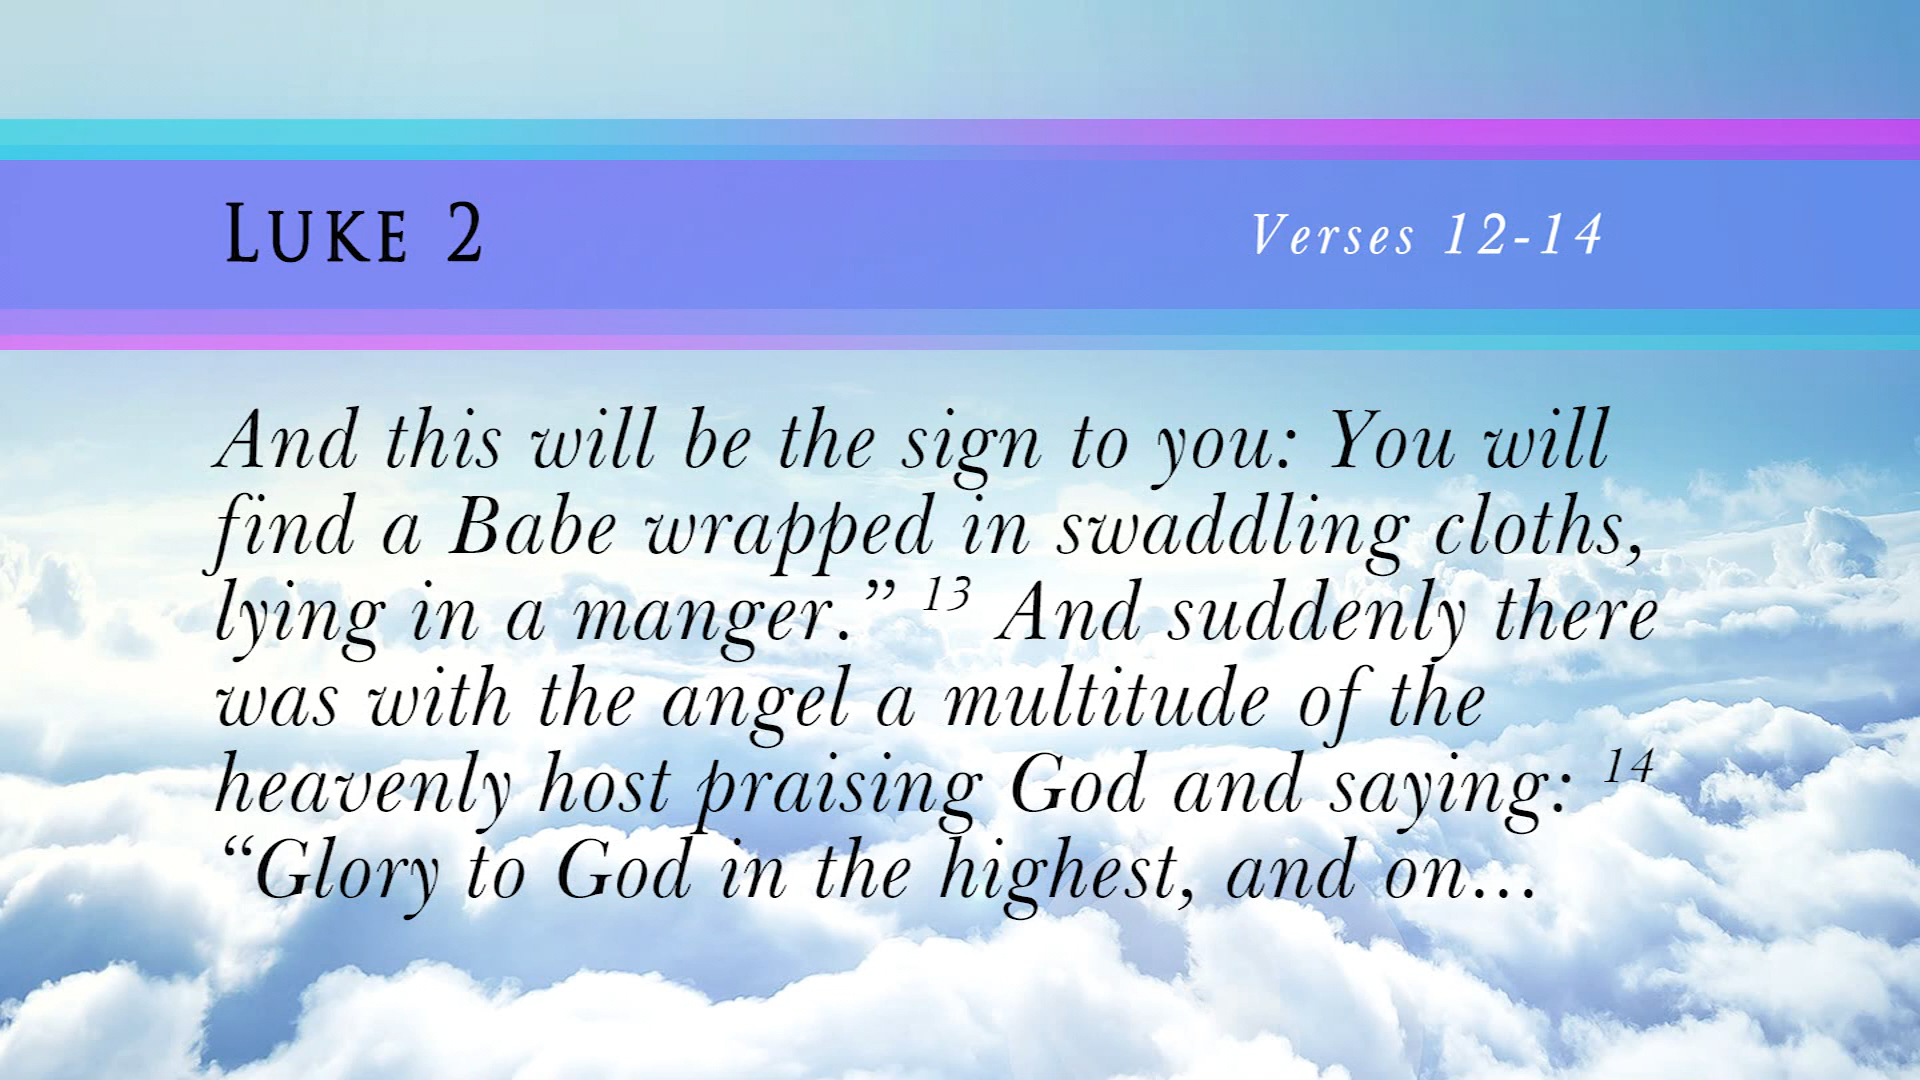 LUKE 2
Verses 12-14
And this will be the sign to you: You will
find a Babe wrapped in swaddling cloths,
lying in a manger.” 13 And suddenly there
was with the angel a multitude of the
heavenly host praising God and saying: 14
“Glory to God in the highest, and on...